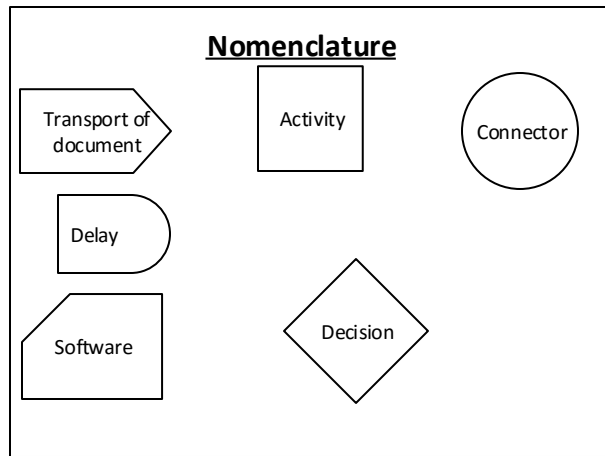 Nomenclature
Transport of
document
Activity
Connector
Delay
Software
Decision